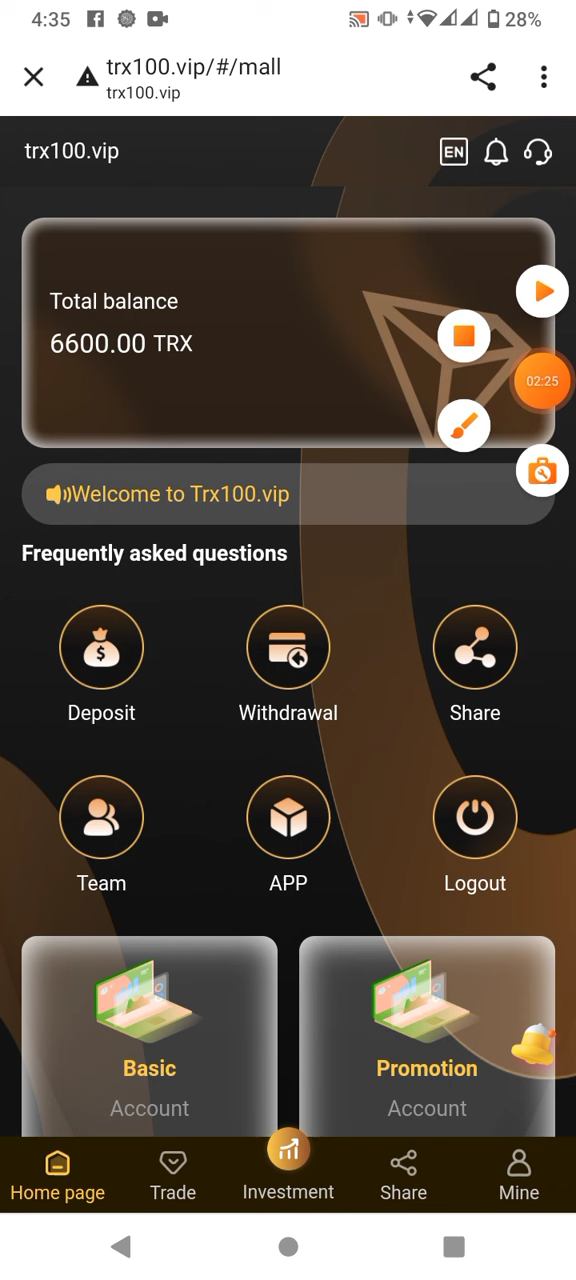 4:35
28%
trx100.vip/#/mall
trx100.vip
trx100.vip
EN
Total balance
6600.00 TRX
02:25
Welcome to Trx100.vip
Frequently asked questions
Deposit Withdrawal Share
Team APP Logout
Basic Promotion
Account Account
Home page Trade Investment Share Mine